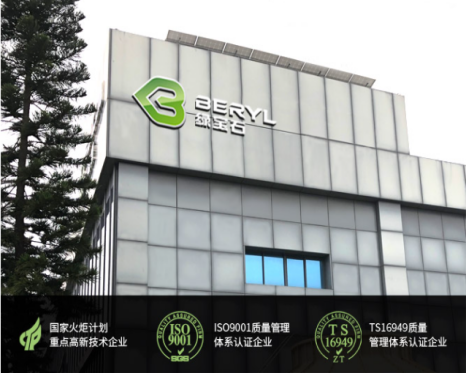 BERYL
绿宝石
国家火炬计划
重点高新技术企业
ISO
9001
SGS
ISO9001质量管理
体系认证企业
TS
16949
ZT
TS16949质量
管理体系认证企业